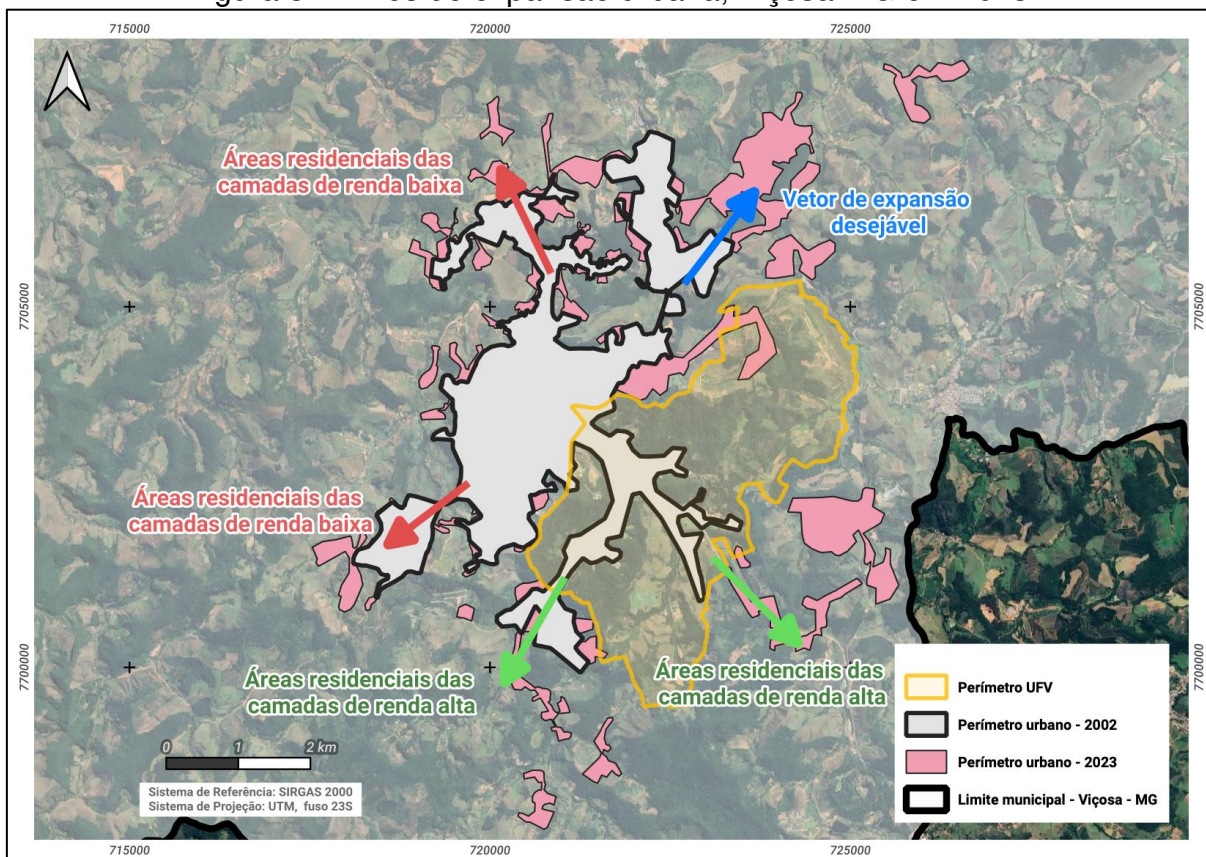 715000
720000
725000
Áreas residenciais das
camadas de renda baixa
Vetor de expansão
desejável
7705000
7705000
Áreas residenciais das
camadas de renda baixa
7700000
7700000
Áreas residenciais das
camadas de renda alta
Áreas residenciais das
camadas de renda alta
Perímetro UFV
Perímetro urbano - 2002
Perímetro urbano - 2023
Limite municipal - Viçosa - MG
0 1 2 km
Sistema de Referência: SIRGAS 2000
Sistema de Projeção: UTM, fuso 23S
715000
720000
725000